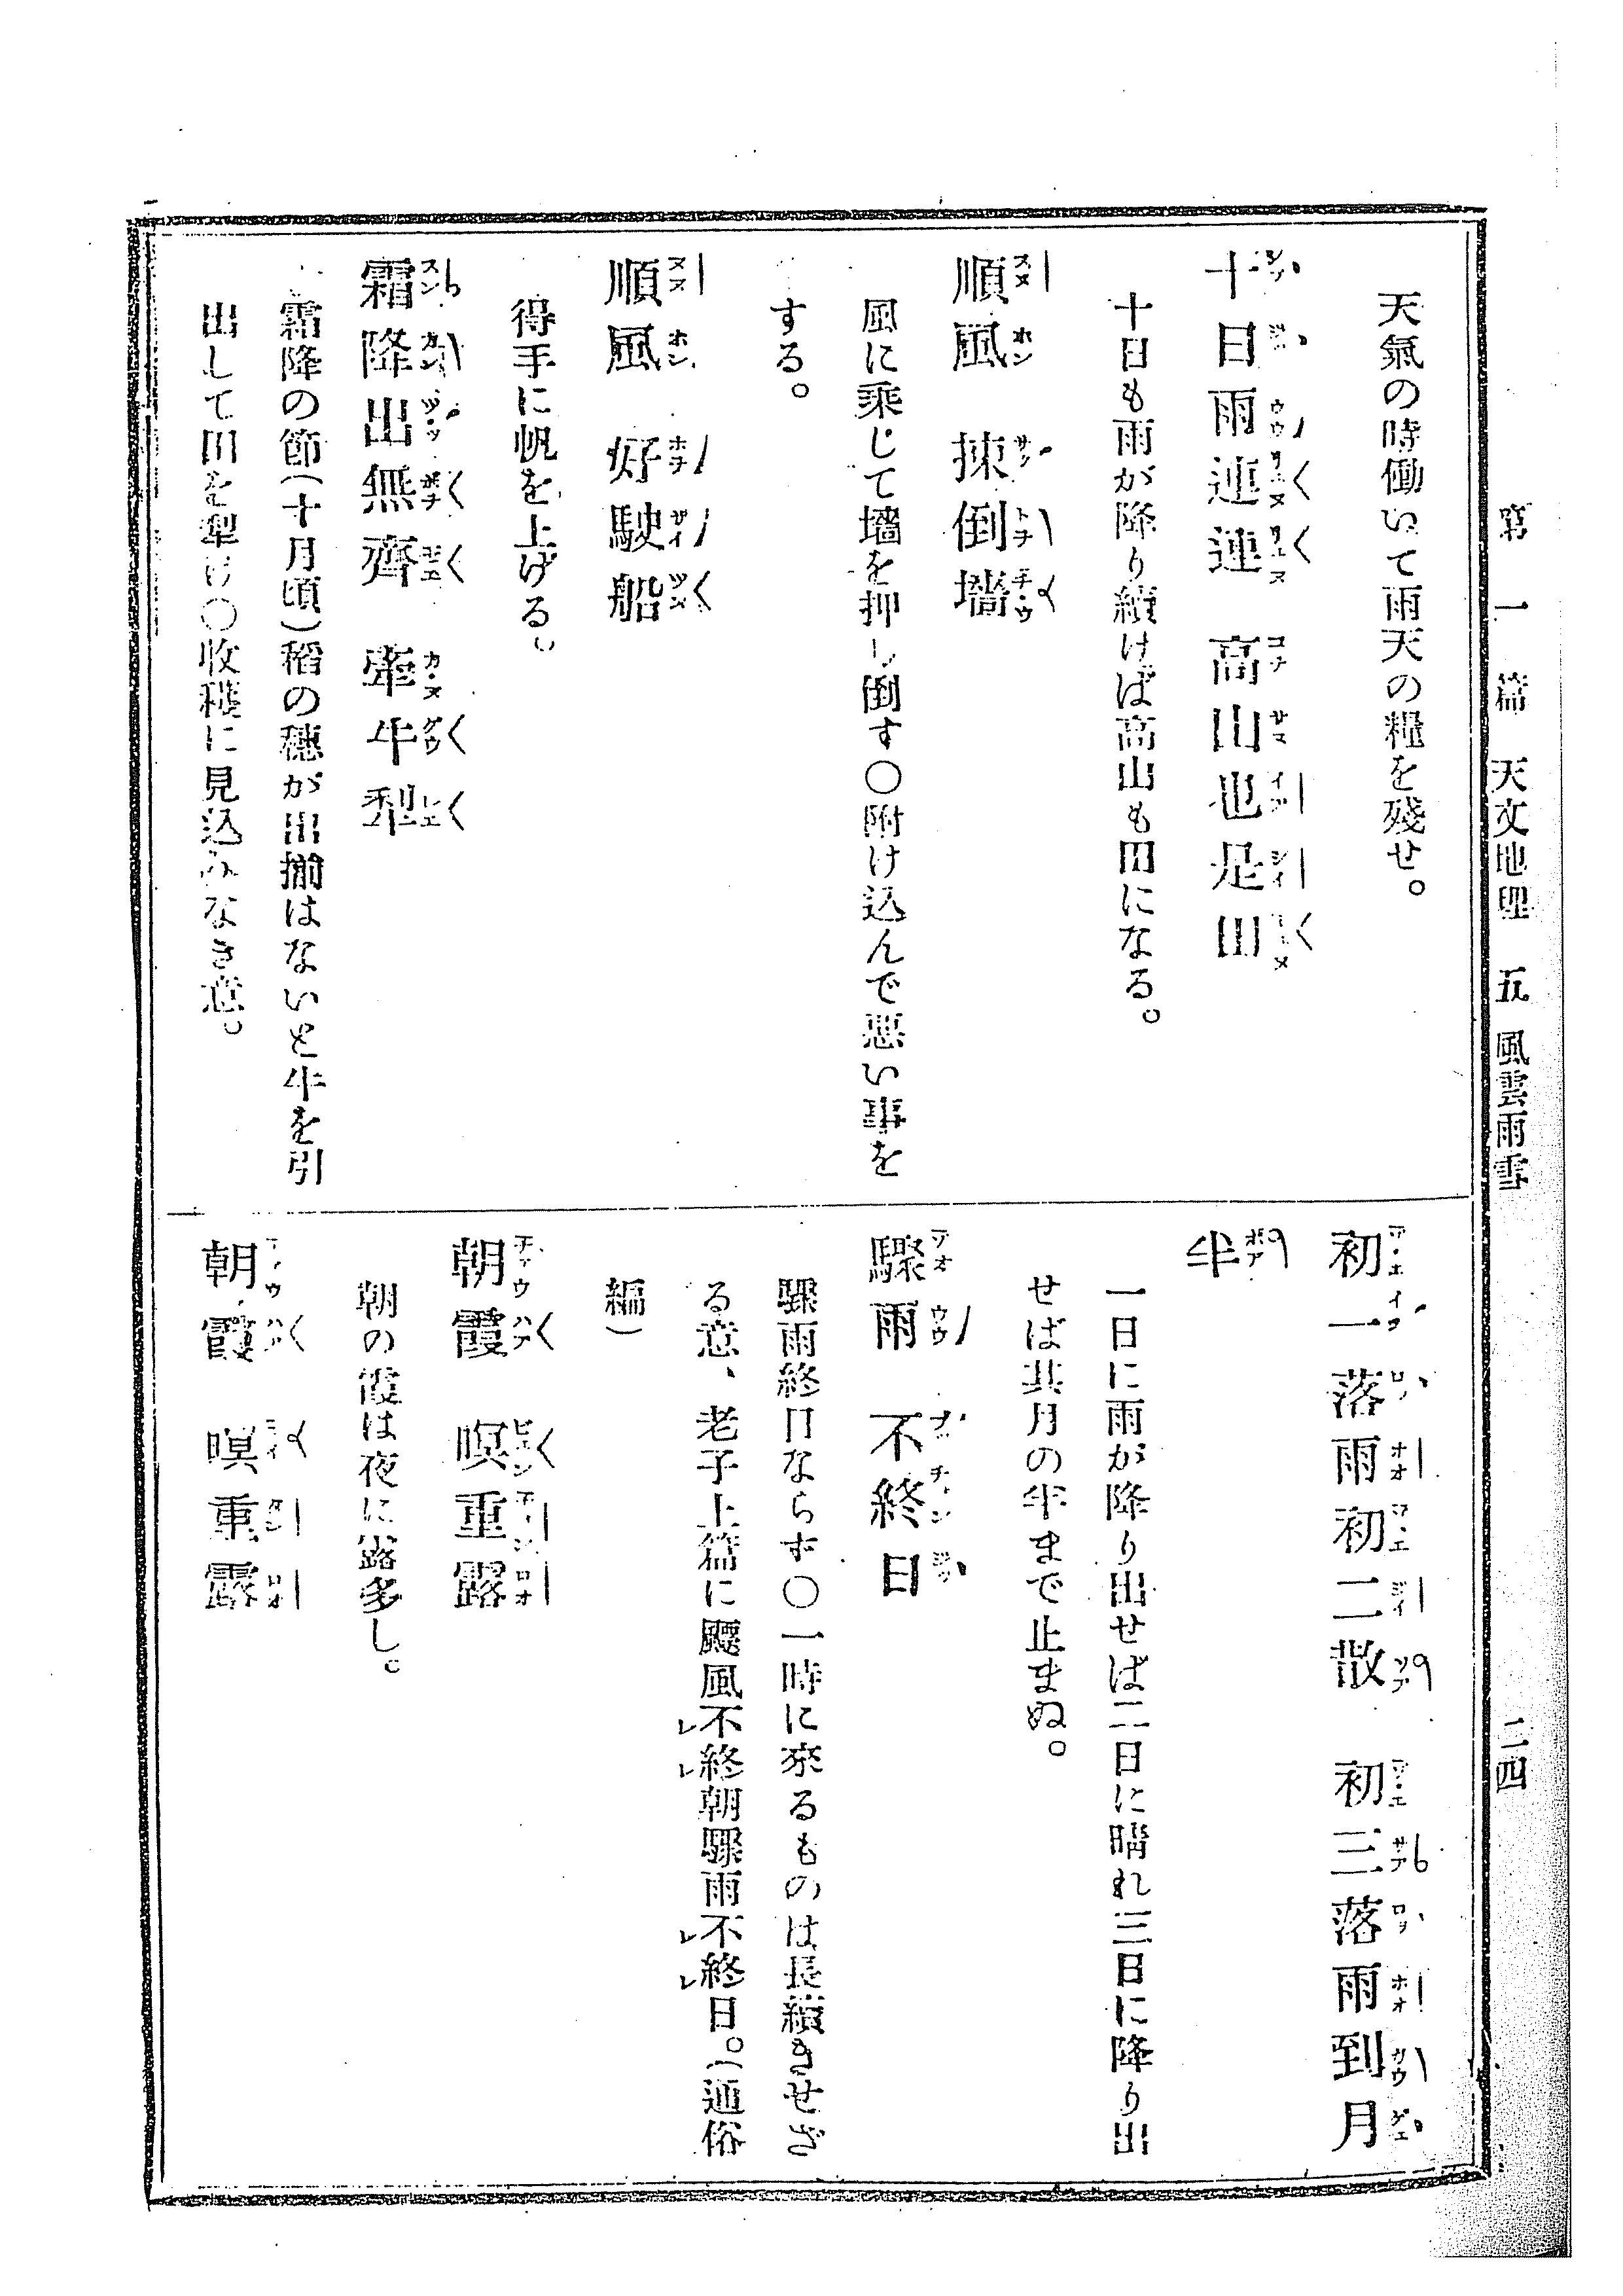 第一篇 天文地理 五 風雲雨雪 二四
天氣の時働いて雨天の糧を殘せ。
十日雨連連 高山也是田
十日も雨が降り續けば高山も田になる。
順風 揀倒墻
風に乘じて墻を押し倒す〇附け込んで惡い事を
する。
順風 好駛船
得手に帆を上げる。
霜降出無齊 牽牛犁
霜降の節(十月頃)稻の穗が出揃はないと牛を引
出して田を犁け〇收穫に見込みなき意。
初一落雨初二散 初三落雨到月
半
一日に雨が降り出せば二日に晴れ三日に降り出
せば其月の半まで止まぬ。
驟雨 不終日
驟雨終日ならず〇一時に來るものは長續きせざ
る意、老子上篇に飄風不レ終レ朝驟雨不レ終レ日。(通俗
編)
朝霞 暝重露
朝の霞は夜に露多し。
朝霞 暝重露